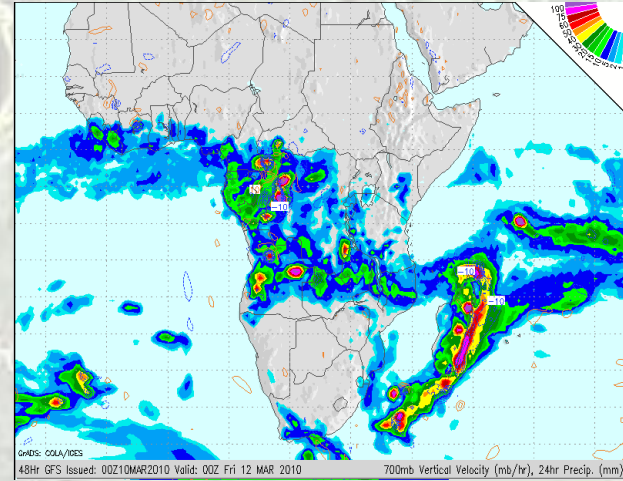 100
75
60
50
-10
-10
-10
GrADS: COLA/IGES
48Hr GFS Issued: 00Z10MAR2010 Valid: 00Z Fri 12 MAR 2010
700mb Vertical Velocity (mb/hr), 24hr Precip. (mm)